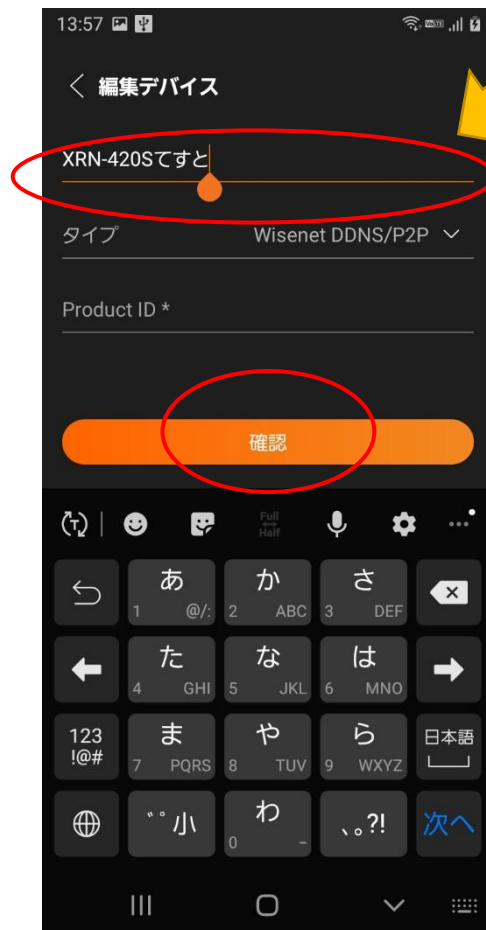 13:57
編集デバイス
XRN-420Sてすと
タイプ Wisenet DDNS/P2P
Product ID *
確認
Full
Half
あ か さ
1 @/: 2 ABC 3 DEF
た な は
4 GHI 5 JKL 6 MNO
123 ま や ら 日本語
!@# 7 PQRS 8 TUV 9 WXYZ
゛゜小 わ 、。?! 次へ
0 -